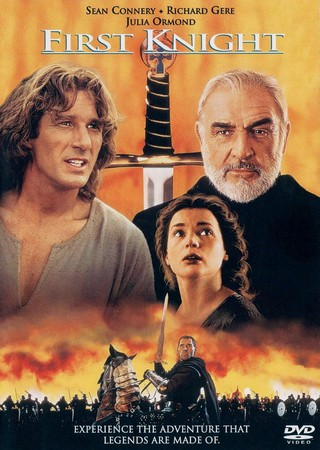 SEAN CONNERY • RICHARD GERE
JULIA ORMOND
FIRST KNIGHT
EXPERIENCE THE ADVENTURE THAT
LEGENDS ARE MADE OF.
DVD
VIDEO